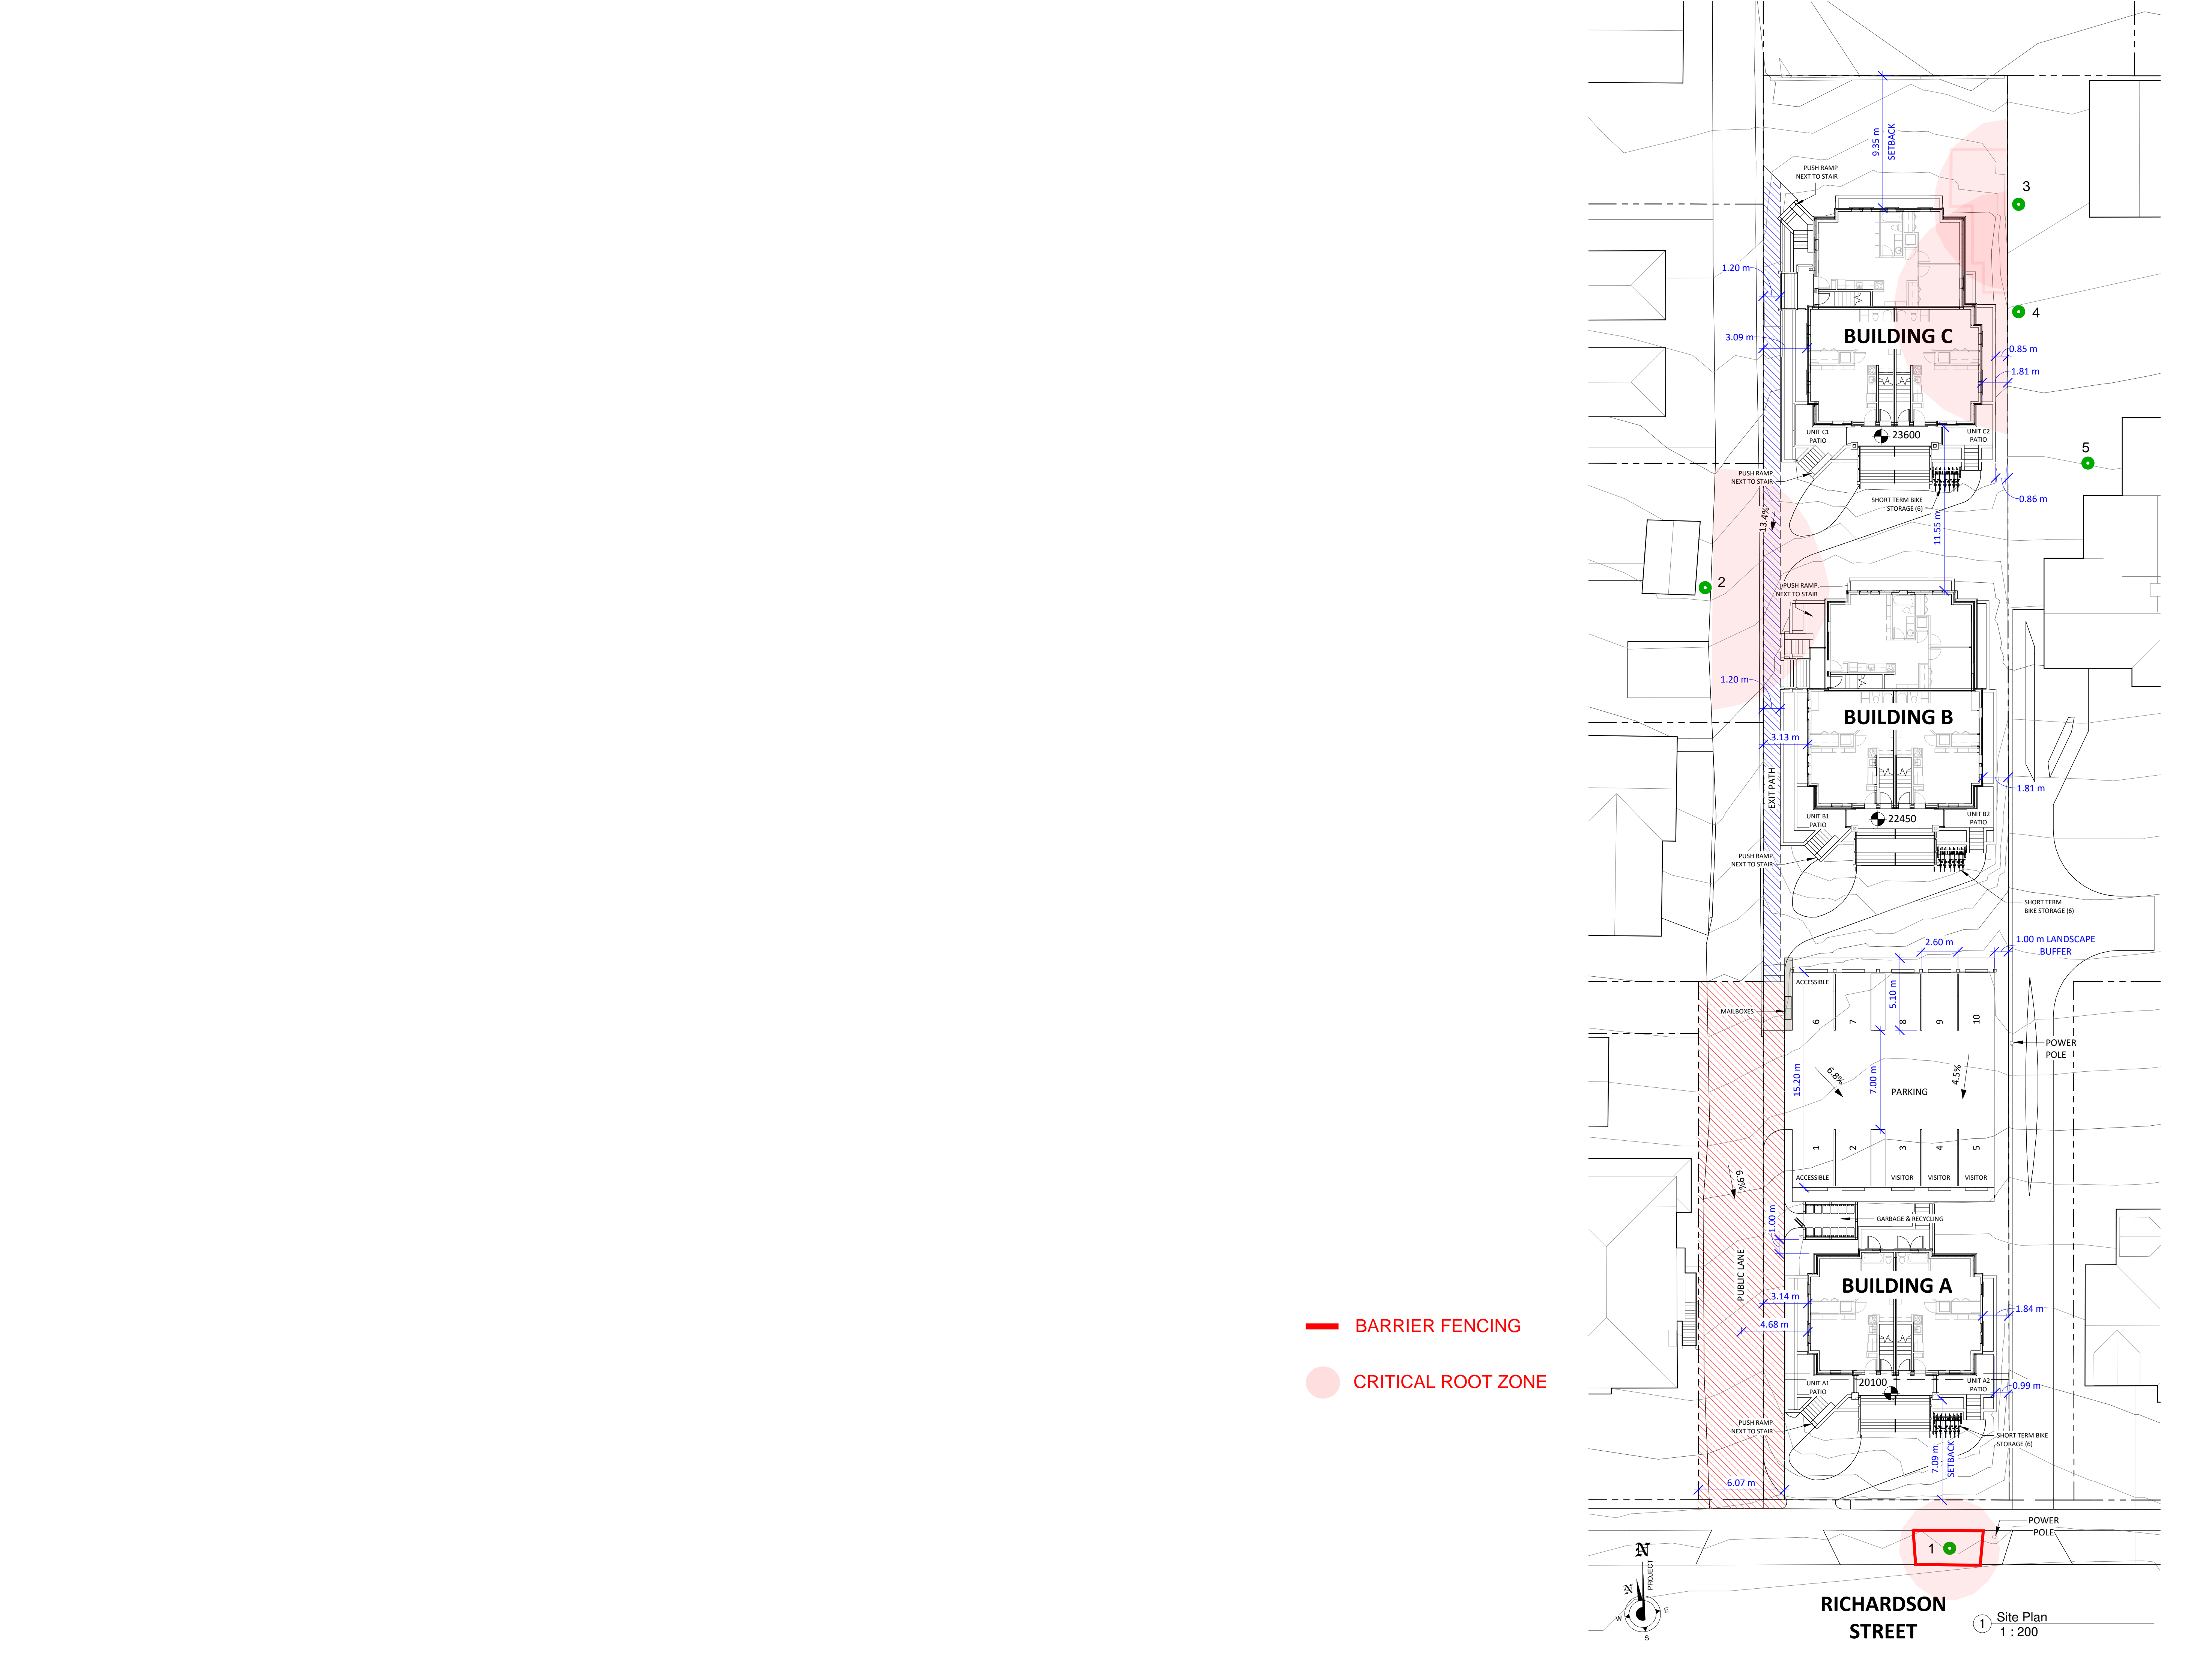 3
9.35 m
SETBACK
PUSH RAMP
NEXT TO STAIR
1.20 m
4
BUILDING C
3.09 m
0.85 m
1.81 m
UNIT C1
PATIO
23600
UNIT C2
PATIO
5
PUSH RAMP
NEXT TO STAIR
SHORT TERM BIKE
STORAGE (6)
0.86 m
13.4%
11.55 m
2
PUSH RAMP
NEXT TO STAIR
1.20 m
BUILDING B
3.13 m
EXIT PATH
1.81 m
UNIT B1
PATIO
22450
UNIT B2
PATIO
PUSH RAMP
NEXT TO STAIR
SHORT TERM
BIKE STORAGE (6)
2.60 m
1.00 m LANDSCAPE
BUFFER
ACCESSIBLE
5.10 m
MAILBOXES
6
7
8
9
10
POWER
POLE
15.20 m
6.8%
7.00 m
4.5%
PARKING
1
2
3
4
5
ACCESSIBLE
VISITOR
VISITOR
VISITOR
6.9%
1.00 m
GARBAGE & RECYCLING
PUBLIC LANE
BUILDING A
3.14 m
1.84 m
4.68 m
BARRIER FENCING
CRITICAL ROOT ZONE
UNIT A1
PATIO
20100
UNIT A2
PATIO
0.99 m
PUSH RAMP
NEXT TO STAIR
SHORT TERM BIKE
STORAGE (6)
7.09 m
SETBACK
6.07 m
POWER
POLE
1
N
PROJECT
N
W
E
S
RICHARDSON
STREET
1
Site Plan
1 : 200